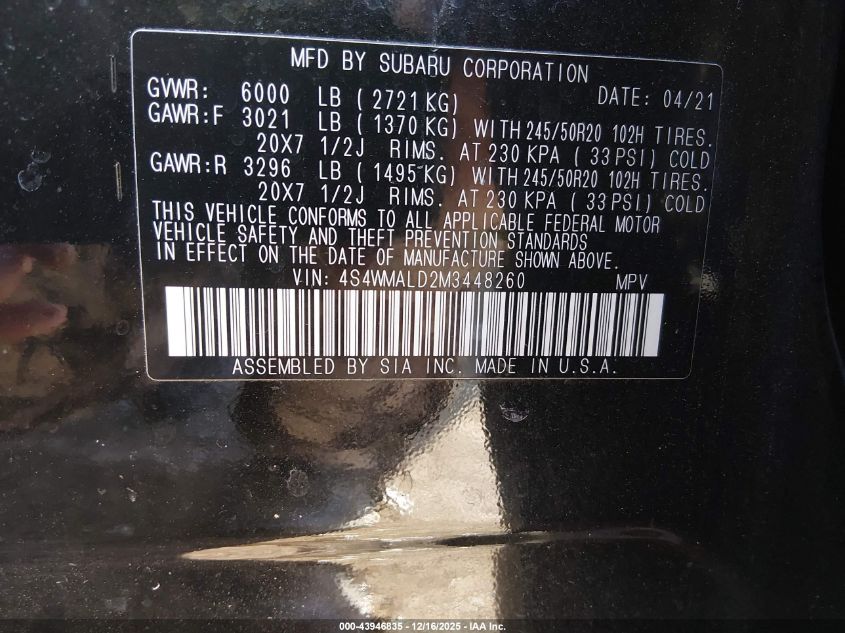 MFD BY SUBARU CORPORATION
GVWR: 6000 LB ( 2721 KG) DATE: 04/21
GAWR:F 3021 LB ( 1370 KG) WITH 245/50R20 102H TIRES.
20X7 1/2J RIMS. AT 230 KPA ( 33 PSI) COLD
GAWR:R 3296 LB ( 1495 KG) WITH 245/50R20 102H TIRES.
20X7 1/2J RIMS. AT 230 KPA ( 33 PSI) COLD
THIS VEHICLE CONFORMS TO ALL APPLICABLE FEDERAL MOTOR
VEHICLE SAFETY AND THEFT PREVENTION STANDARDS
IN EFFECT ON THE DATE OF MANUFACTURE SHOWN ABOVE.
VIN: 4S4WMALD2M3448260 MPV
ASSEMBLED BY SIA INC. MADE IN U.S.A.
000-43946835 - 12/16/2025 - IAA Inc.